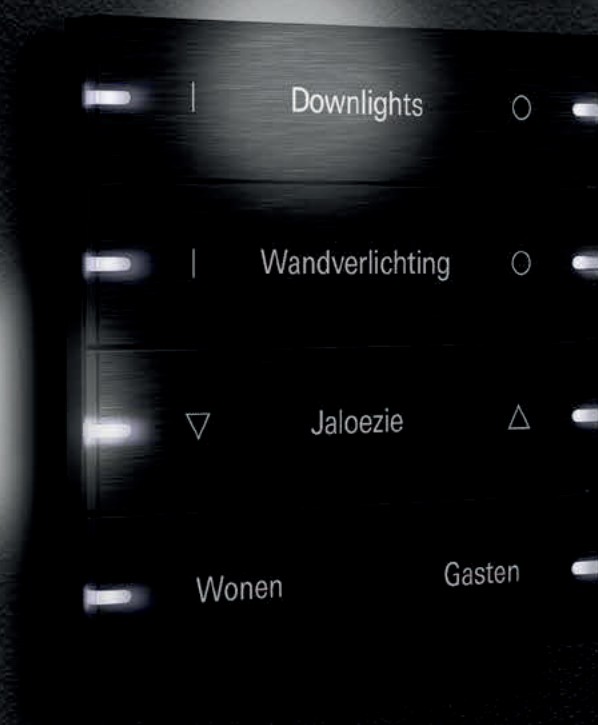 | Downlights O
| Wandverlichting O
▽ Jaloezie △
Wonen Gasten